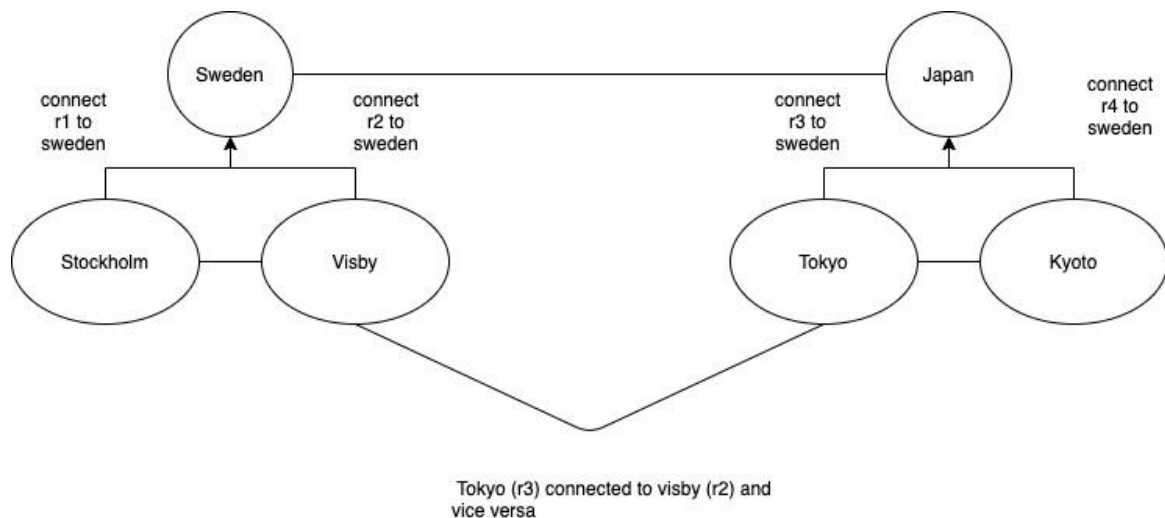 Sweden
Japan
connect
r1 to
sweden
connect
r2 to
sweden
connect
r3 to
sweden
connect
r4 to
sweden
Stockholm
Visby
Tokyo
Kyoto
Tokyo (r3) connected to visby (r2) and
vice versa